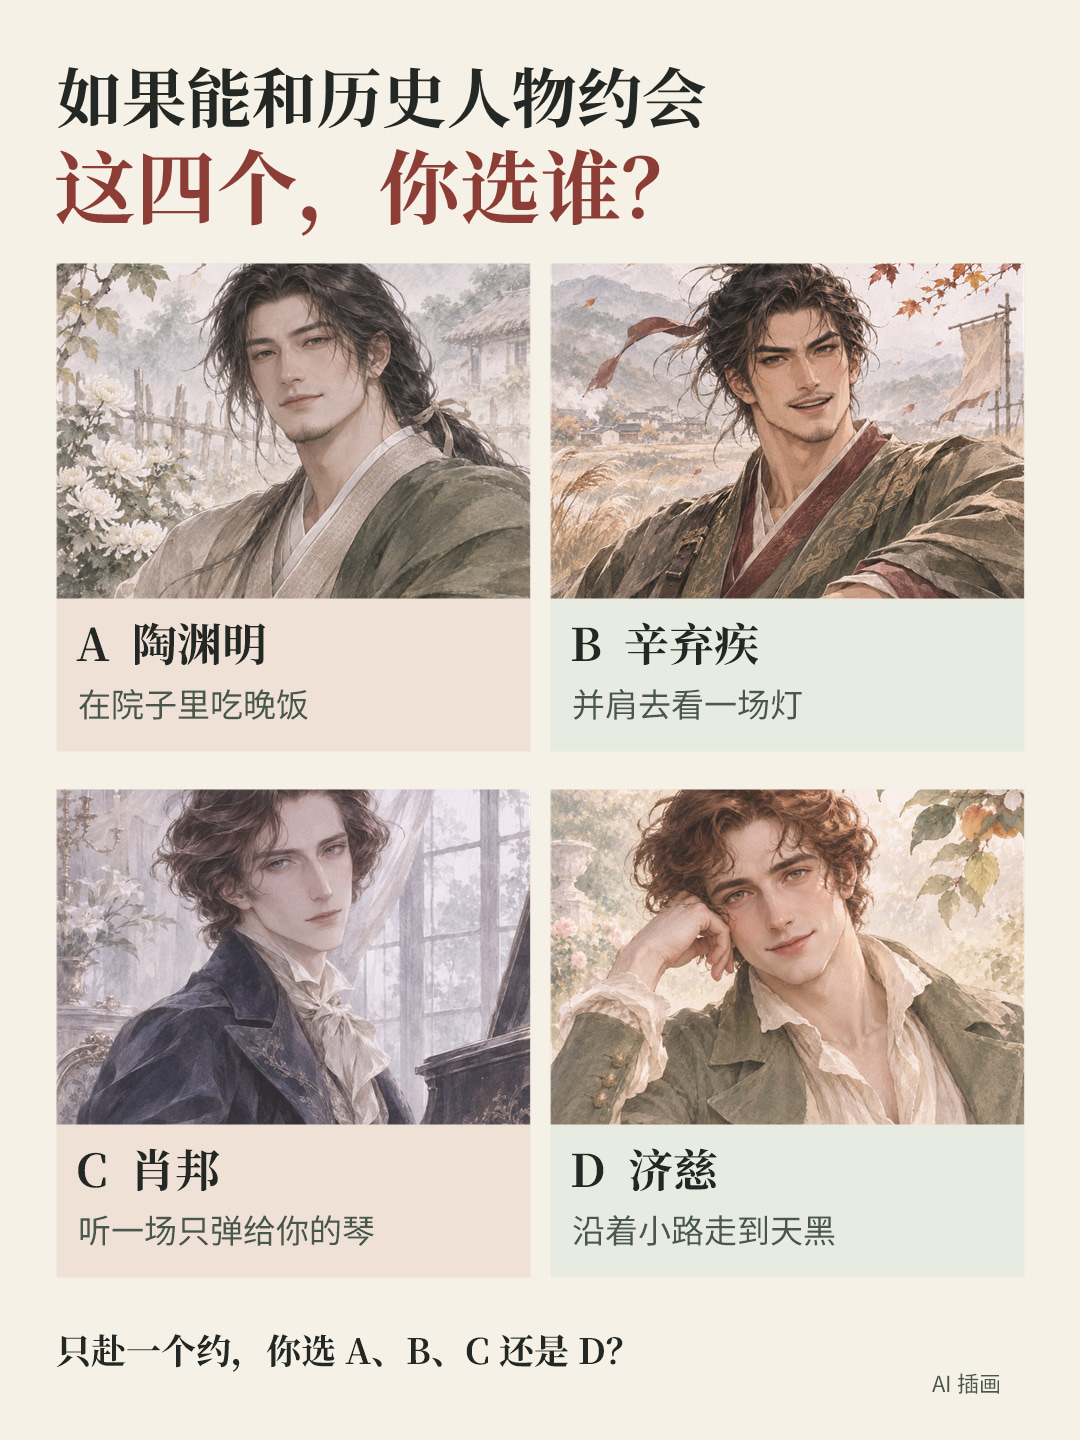 如果能和历史人物约会
这四个，你选谁？
A 陶渊明
在院子里吃晚饭
B 辛弃疾
并肩去看一场灯
C 肖邦
听一场只弹给你的琴
D 济慈
沿着小路走到天黑
只赴一个约，你选 A、B、C 还是 D？
AI 插画